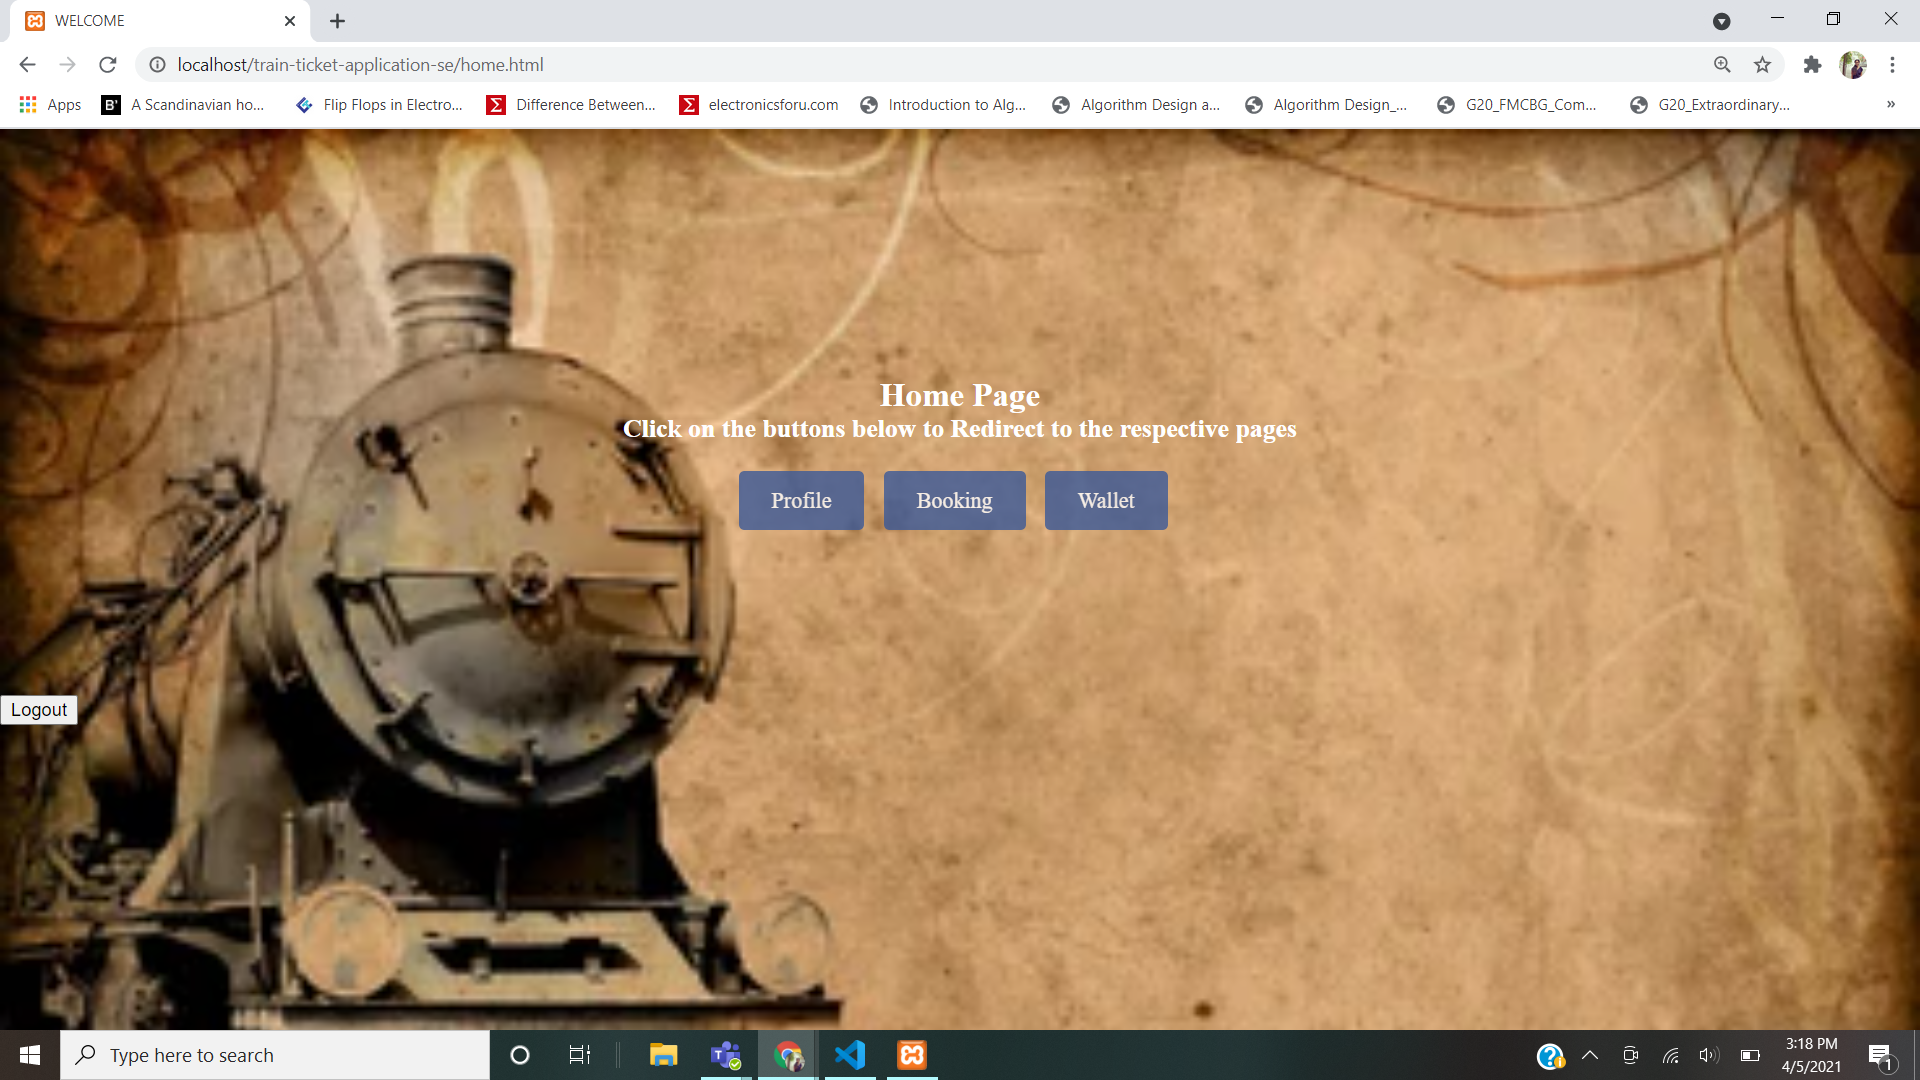 WELCOME
localhost/train-ticket-application-se/home.html
Apps
B'
A Scandinavian ho...
Flip Flops in Electro...
Σ
Difference Between...
Σ
electronicsforu.com
Introduction to Alg...
Algorithm Design a...
Algorithm Design_...
G20_FMCBG_Com...
G20_Extraordinary...
»
Home Page
Click on the buttons below to Redirect to the respective pages
Profile
Booking
Wallet
Logout
Type here to search
T
?
3:18 PM
4/5/2021
1